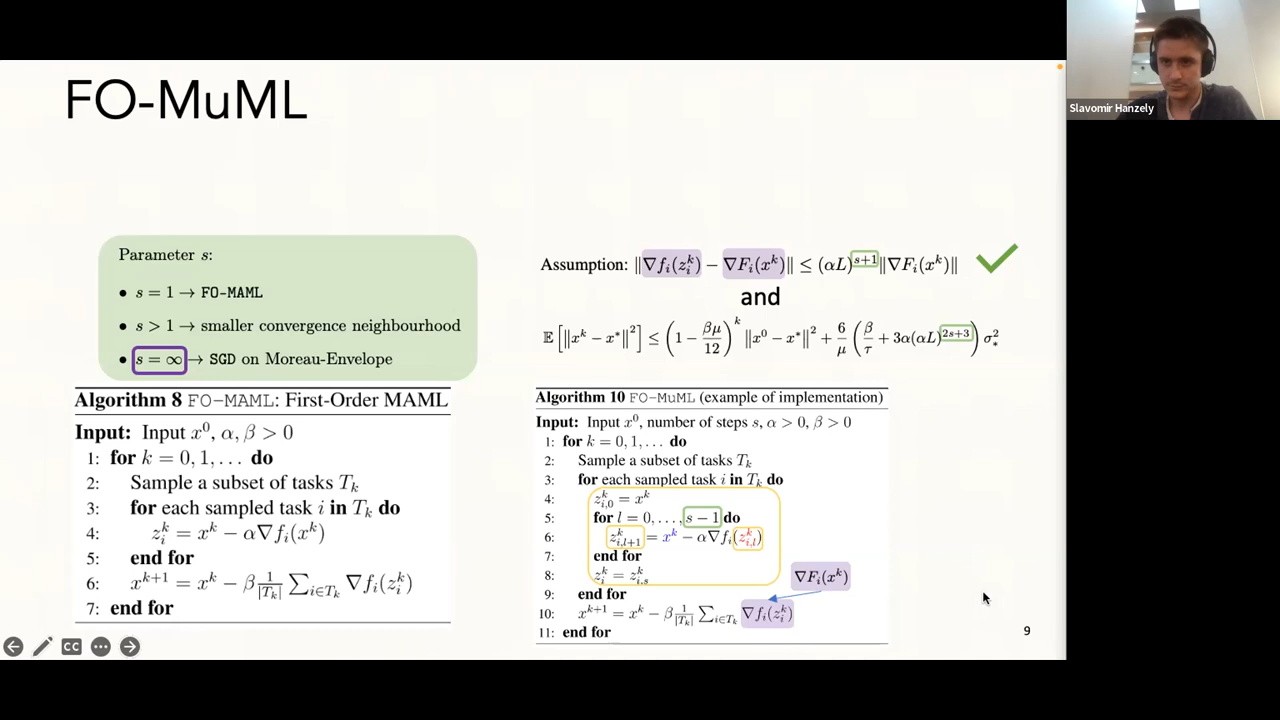 FO-MuML
Slavomir Hanzely
Parameter s:
• s = 1 → FO-MAML
• s > 1 → smaller convergence neighbourhood
• s = ∞ → SGD on Moreau-Envelope
Assumption: ‖∇f_i(z_i^k) − ∇F_i(x^k)‖ ≤ (αL)^{s+1}‖∇F_i(x^k)‖
and
𝔼[‖x^k − x^*‖^2] ≤ (1 − βμ/12)^k ‖x^0 − x^*‖^2 + 6/μ (β/τ + 3α(αL)^{2s+3}) σ_*^2
Algorithm 8 FO-MAML: First-Order MAML
Input: Input x^0, α, β > 0
1: for k = 0, 1, . . . do
2: Sample a subset of tasks T_k
3: for each sampled task i in T_k do
4: z_i^k = x^k − α∇f_i(x^k)
5: end for
6: x^{k+1} = x^k − β 1/|T_k| ∑_{i∈T_k} ∇f_i(z_i^k)
7: end for
Algorithm 10 FO-MuML (example of implementation)
Input: Input x^0, number of steps s, α > 0, β > 0
1: for k = 0, 1, . . . do
2: Sample a subset of tasks T_k
3: for each sampled task i in T_k do
4: z_{i,0}^k = x^k
5: for l = 0, . . . , s − 1 do
6: z_{i,l+1}^k = x^k − α∇f_i(z_{i,l}^k)
7: end for
8: z_i^k = z_{i,s}^k
∇F_i(x^k)
9: end for
10: x^{k+1} = x^k − β 1/|T_k| ∑_{i∈T_k} ∇f_i(z_i^k)
11: end for
CC
9